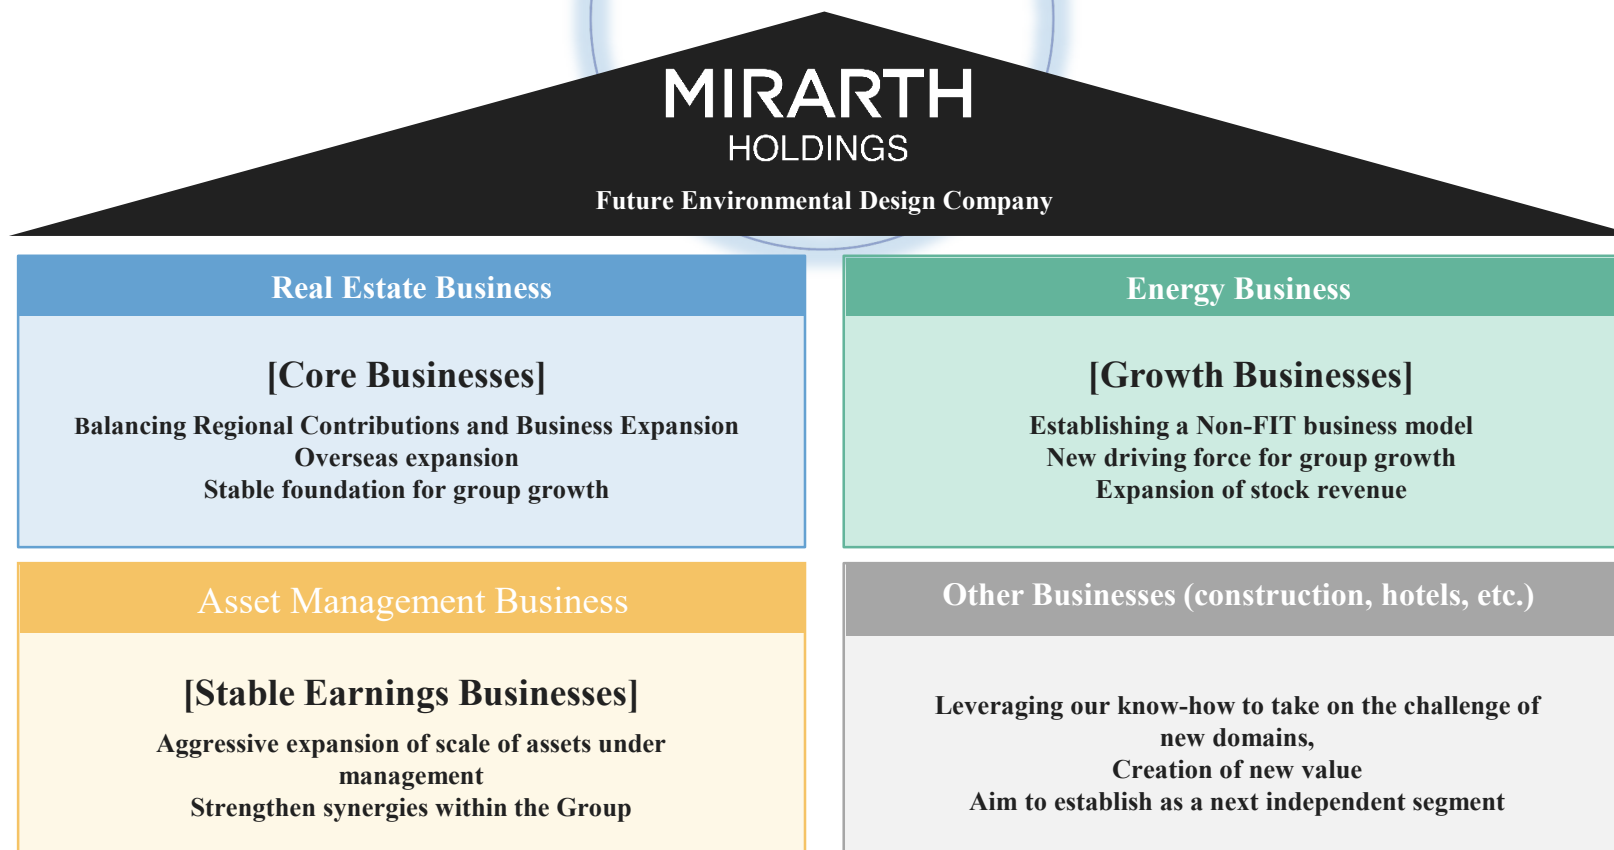 MIRARTH
HOLDINGS
Future Environmental Design Company
Real Estate Business
[Core Businesses]
Balancing Regional Contributions and Business Expansion
Overseas expansion
Stable foundation for group growth
Energy Business
[Growth Businesses]
Establishing a Non-FIT business model
New driving force for group growth
Expansion of stock revenue
Asset Management Business
[Stable Earnings Businesses]
Aggressive expansion of scale of assets under
management
Strengthen synergies within the Group
Other Businesses (construction, hotels, etc.)
Leveraging our know-how to take on the challenge of
new domains,
Creation of new value
Aim to establish as a next independent segment